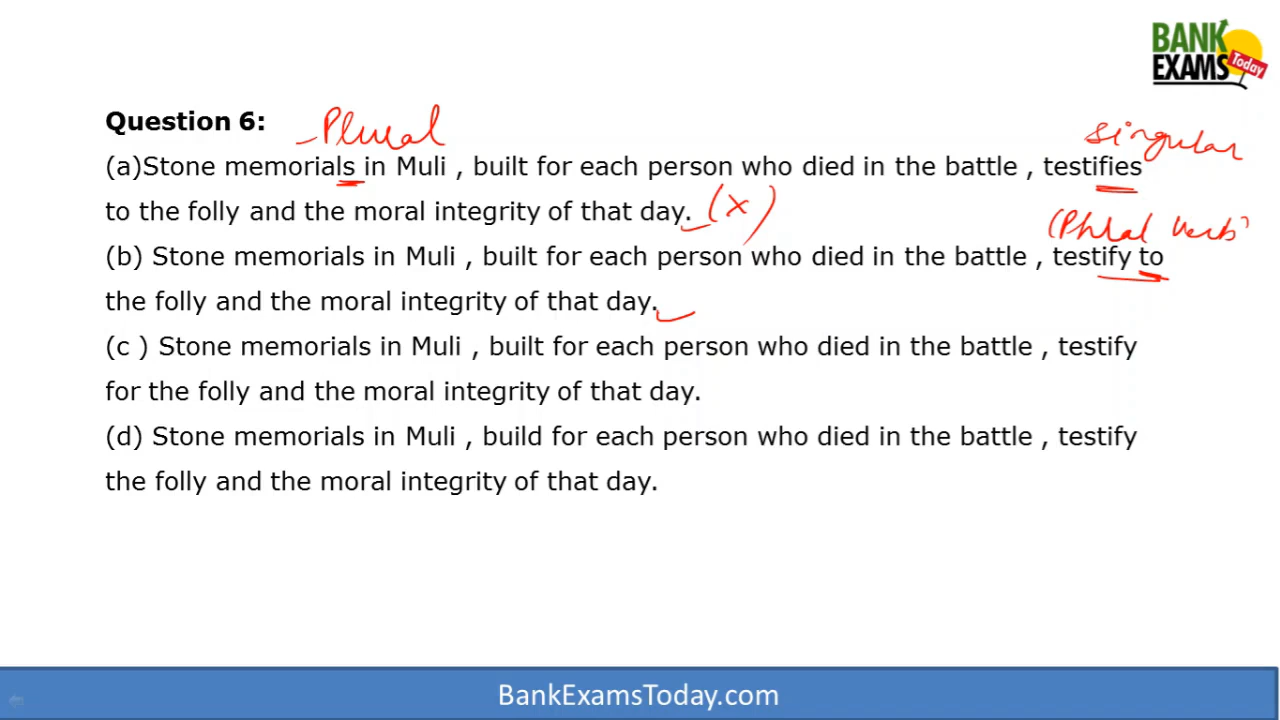 BANK
EXAMS Today
Question 6:
Plural
singular
(a)Stone memorials in Muli , built for each person who died in the battle , testifies
to the folly and the moral integrity of that day. (x)
(Phral verb)
(b) Stone memorials in Muli , built for each person who died in the battle , testify to
the folly and the moral integrity of that day.
(c ) Stone memorials in Muli , built for each person who died in the battle , testify
for the folly and the moral integrity of that day.
(d) Stone memorials in Muli , build for each person who died in the battle , testify
the folly and the moral integrity of that day.
BankExamsToday.com